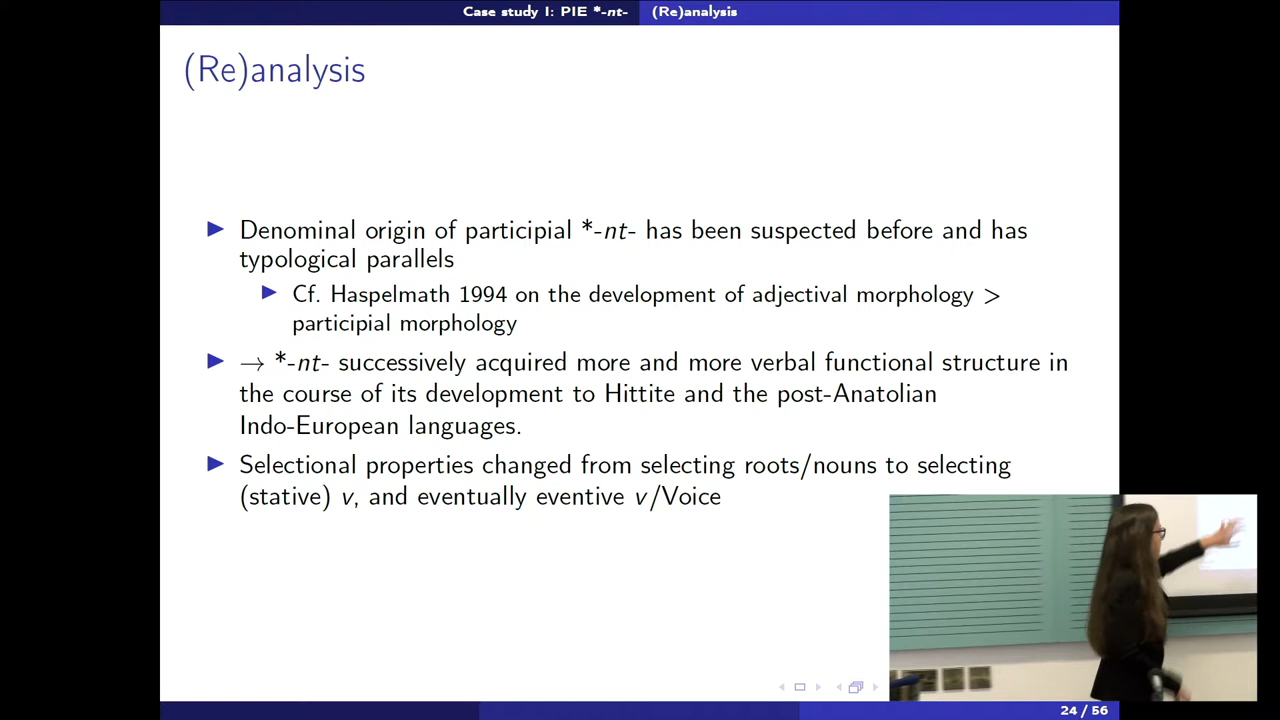 Case study I: PIE *-nt- (Re)analysis
(Re)analysis
Denominal origin of participial *-nt- has been suspected before and has
typological parallels
Cf. Haspelmath 1994 on the development of adjectival morphology >
participial morphology
→ *-nt- successively acquired more and more verbal functional structure in
the course of its development to Hittite and the post-Anatolian
Indo-European languages.
Selectional properties changed from selecting roots/nouns to selecting
(stative) v, and eventually eventive v/Voice
24 / 56